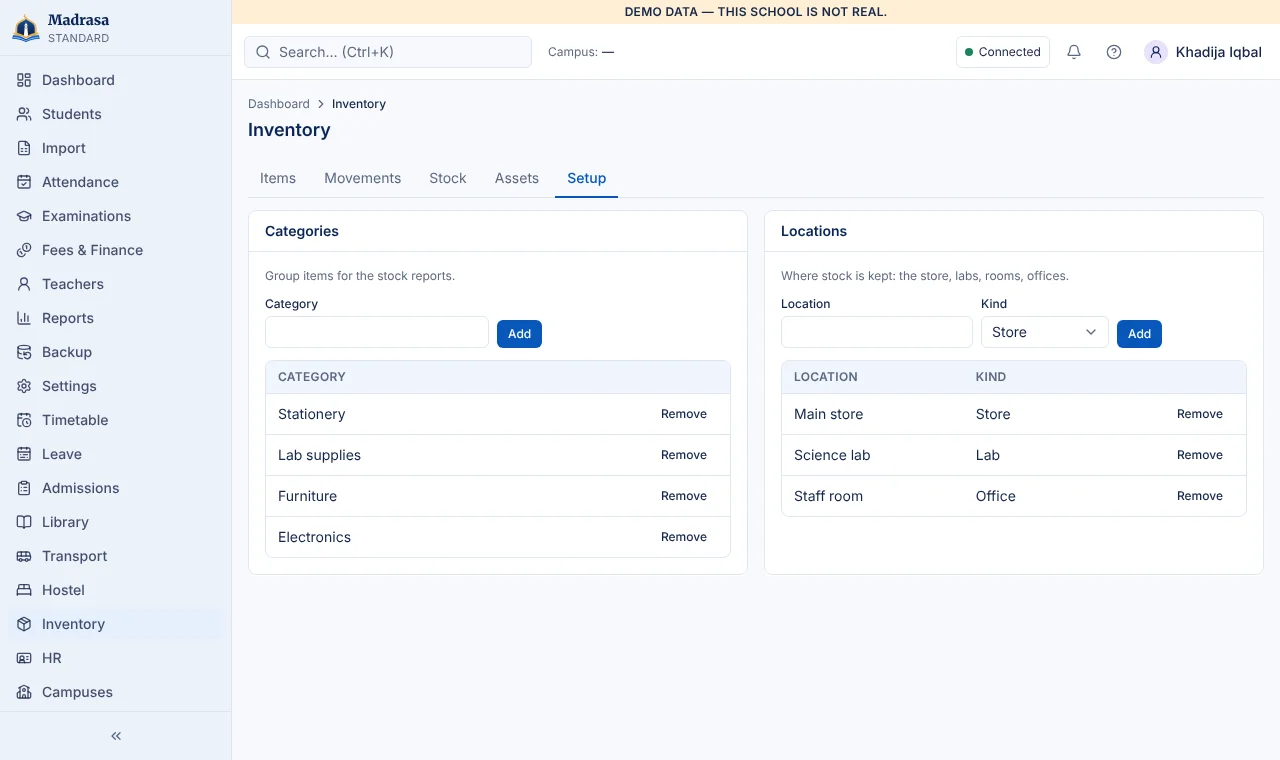 Madrasa
STANDARD
Dashboard
Students
Import
Attendance
Examinations
Fees & Finance
Teachers
Reports
Backup
Settings
Timetable
Leave
Admissions
Library
Transport
Hostel
Inventory
HR
Campuses
DEMO DATA — THIS SCHOOL IS NOT REAL.
Search... (Ctrl+K)
Campus: —
Connected
Khadija Iqbal
Dashboard > Inventory
Inventory
Items Movements Stock Assets Setup
Categories
Group items for the stock reports.
Category
Add
CATEGORY
Stationery Remove
Lab supplies Remove
Furniture Remove
Electronics Remove
Locations
Where stock is kept: the store, labs, rooms, offices.
Location Kind
Store Add
LOCATION KIND
Main store Store Remove
Science lab Lab Remove
Staff room Office Remove